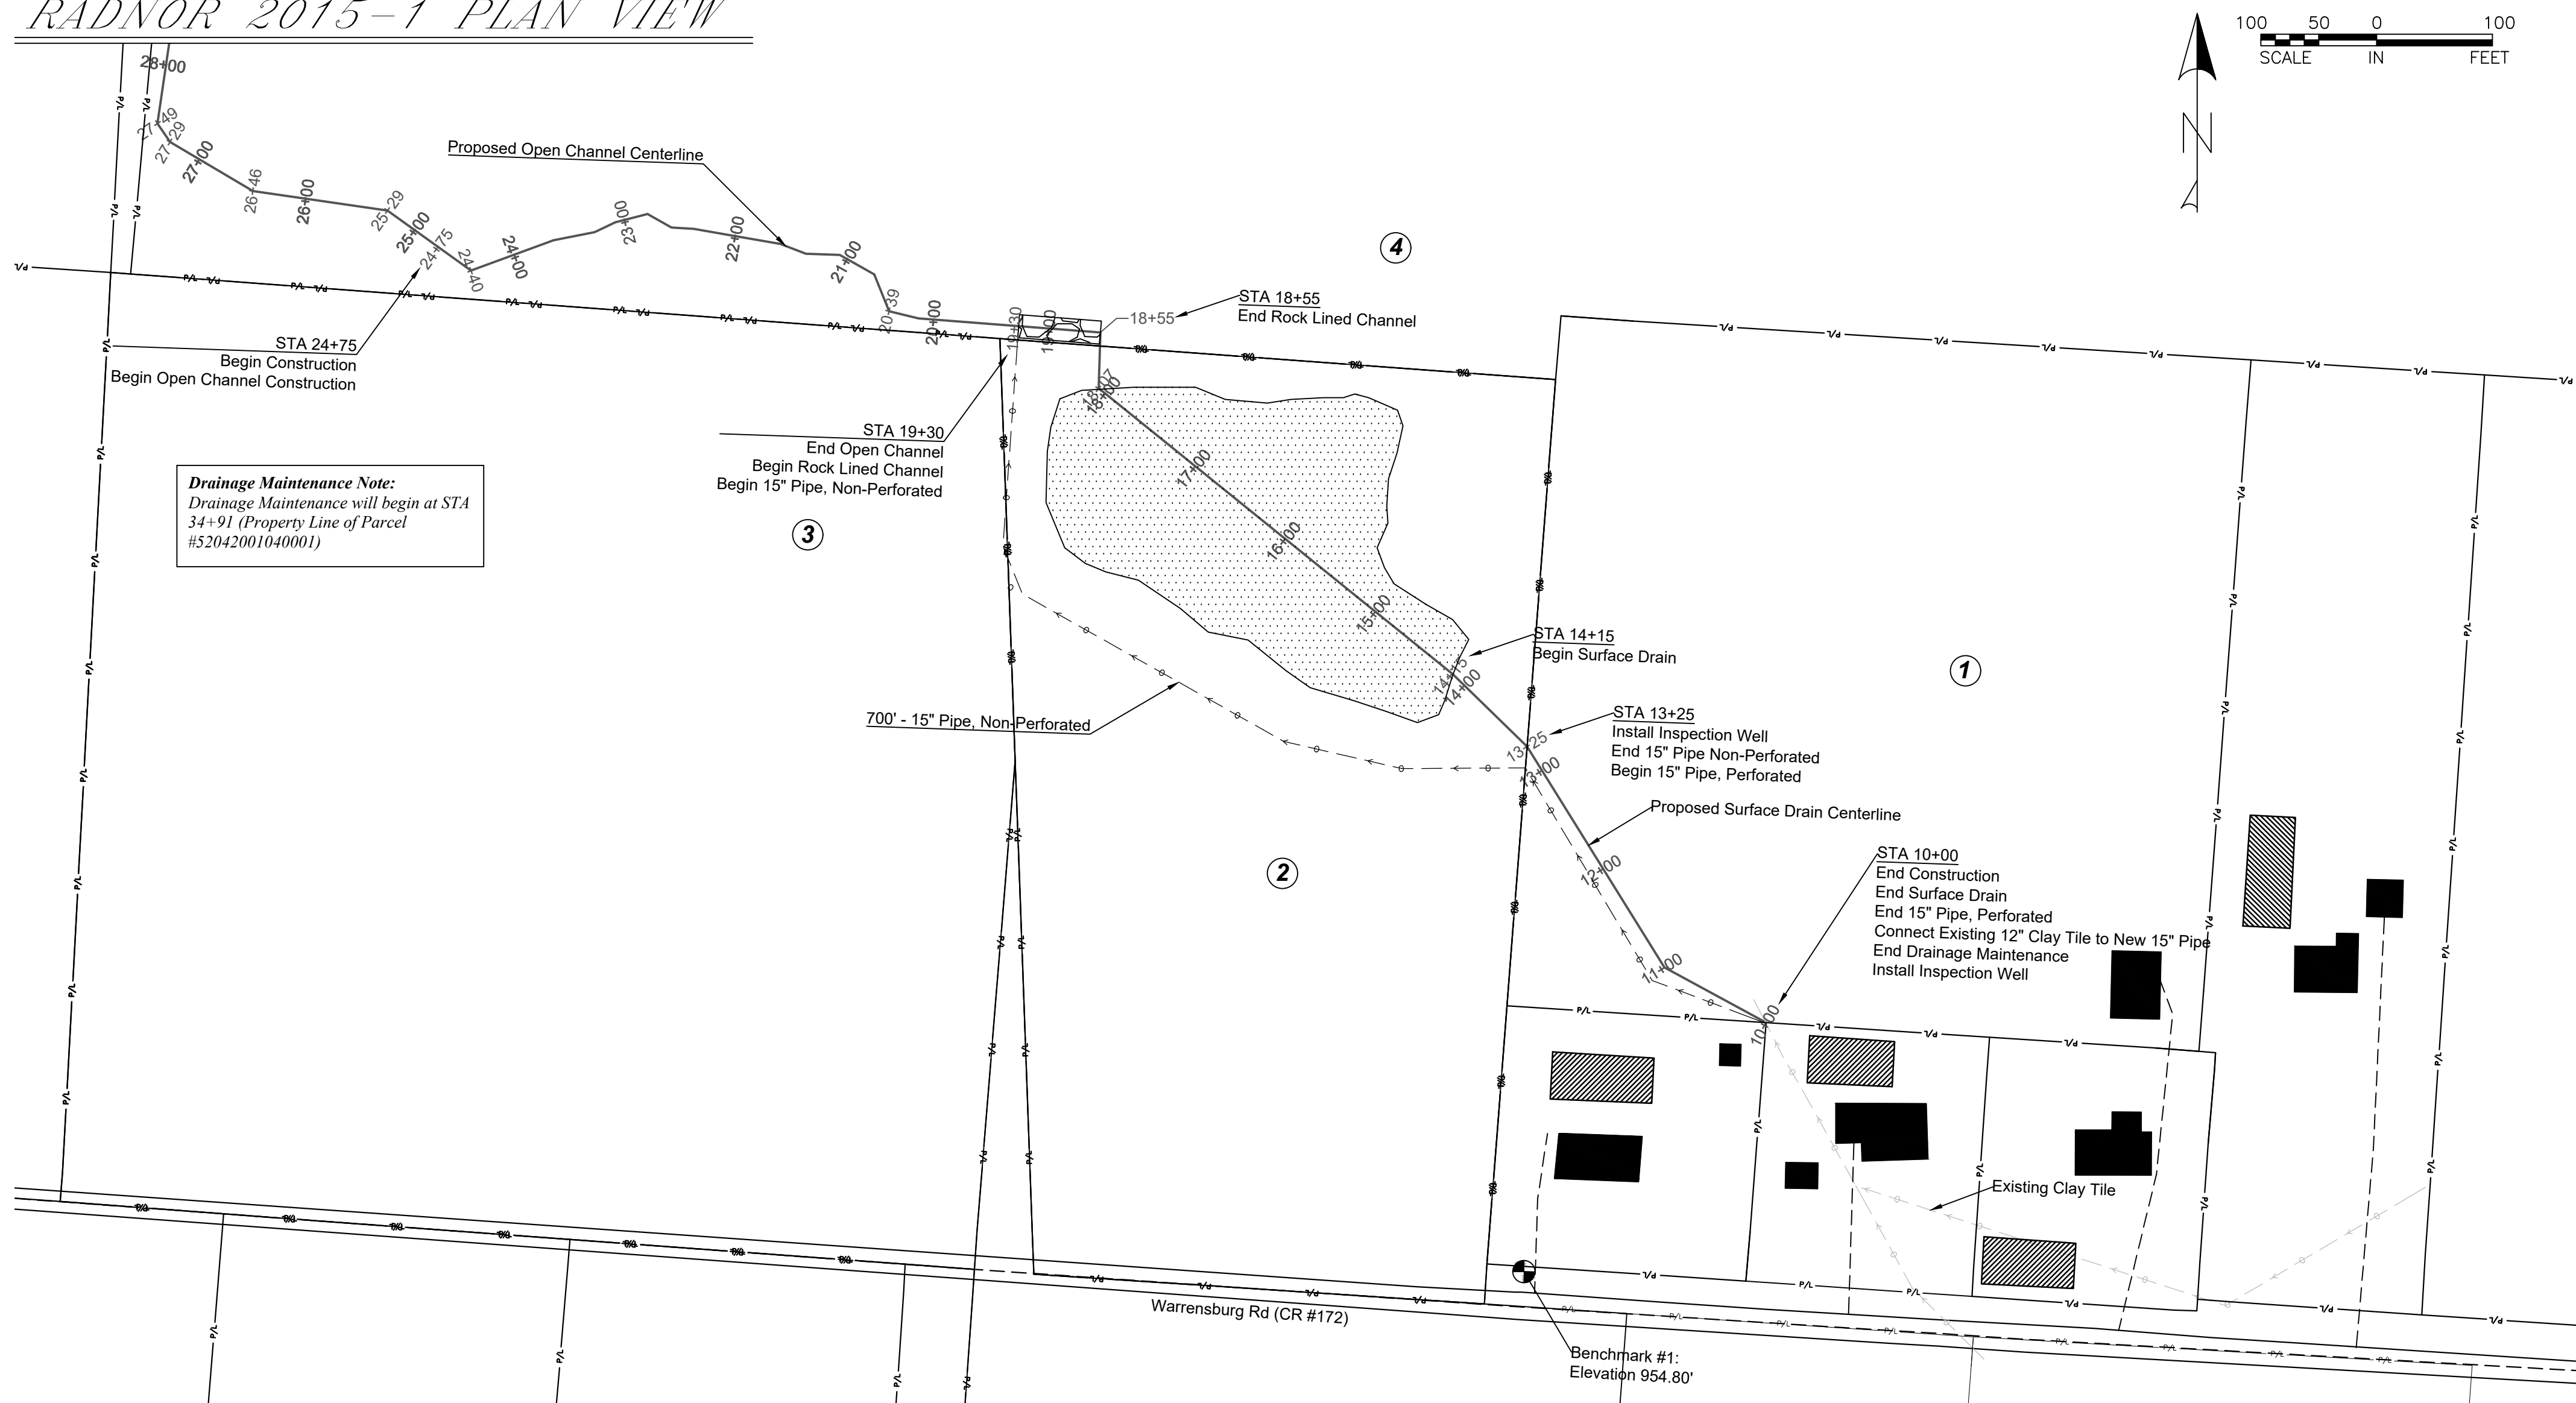 RADNOR 2015-1 PLAN VIEW
100 50 0 100
SCALE IN FEET
N
28+00
27+49
27+29
27+00
26+46
26+00
25+29
25+00
24+75
24+40
24+00
23+00
22+00
21+00
20+39
20+00
19+30
19+00
18+55
18+07
18+00
17+00
16+00
15+00
14+15
14+00
13+25
13+00
12+00
11+00
10+00
Proposed Open Channel Centerline
4
STA 18+55
End Rock Lined Channel
STA 24+75
Begin Construction
Begin Open Channel Construction
STA 19+30
End Open Channel
Begin Rock Lined Channel
Begin 15" Pipe, Non-Perforated
Drainage Maintenance Note:
Drainage Maintenance will begin at STA
34+91 (Property Line of Parcel
#52042001040001)
3
STA 14+15
Begin Surface Drain
1
700' - 15" Pipe, Non-Perforated
STA 13+25
Install Inspection Well
End 15" Pipe Non-Perforated
Begin 15" Pipe, Perforated
Proposed Surface Drain Centerline
2
STA 10+00
End Construction
End Surface Drain
End 15" Pipe, Perforated
Connect Existing 12" Clay Tile to New 15" Pipe
End Drainage Maintenance
Install Inspection Well
Existing Clay Tile
Warrensburg Rd (CR #172)
Benchmark #1:
Elevation 954.80'
P/L